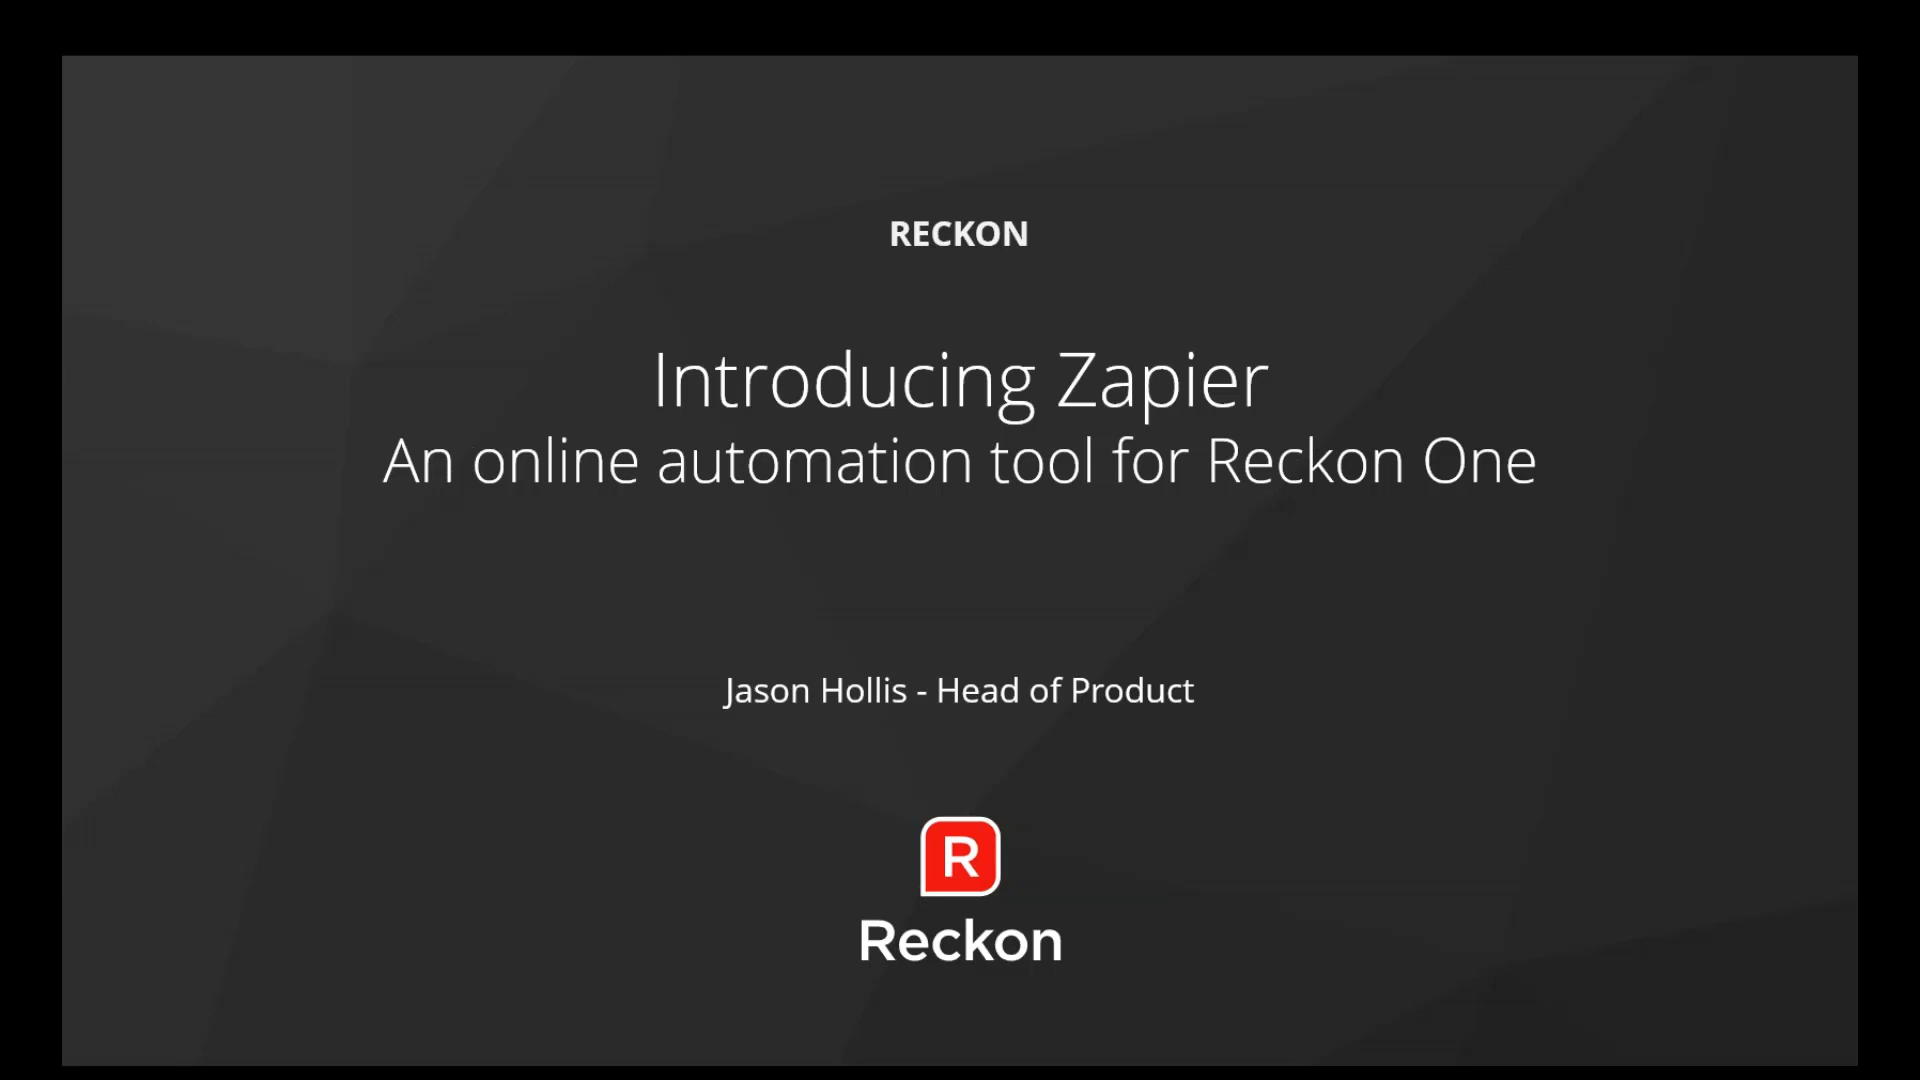 RECKON
Introducing Zapier
An online automation tool for Reckon One
Jason Hollis - Head of Product
R
Reckon